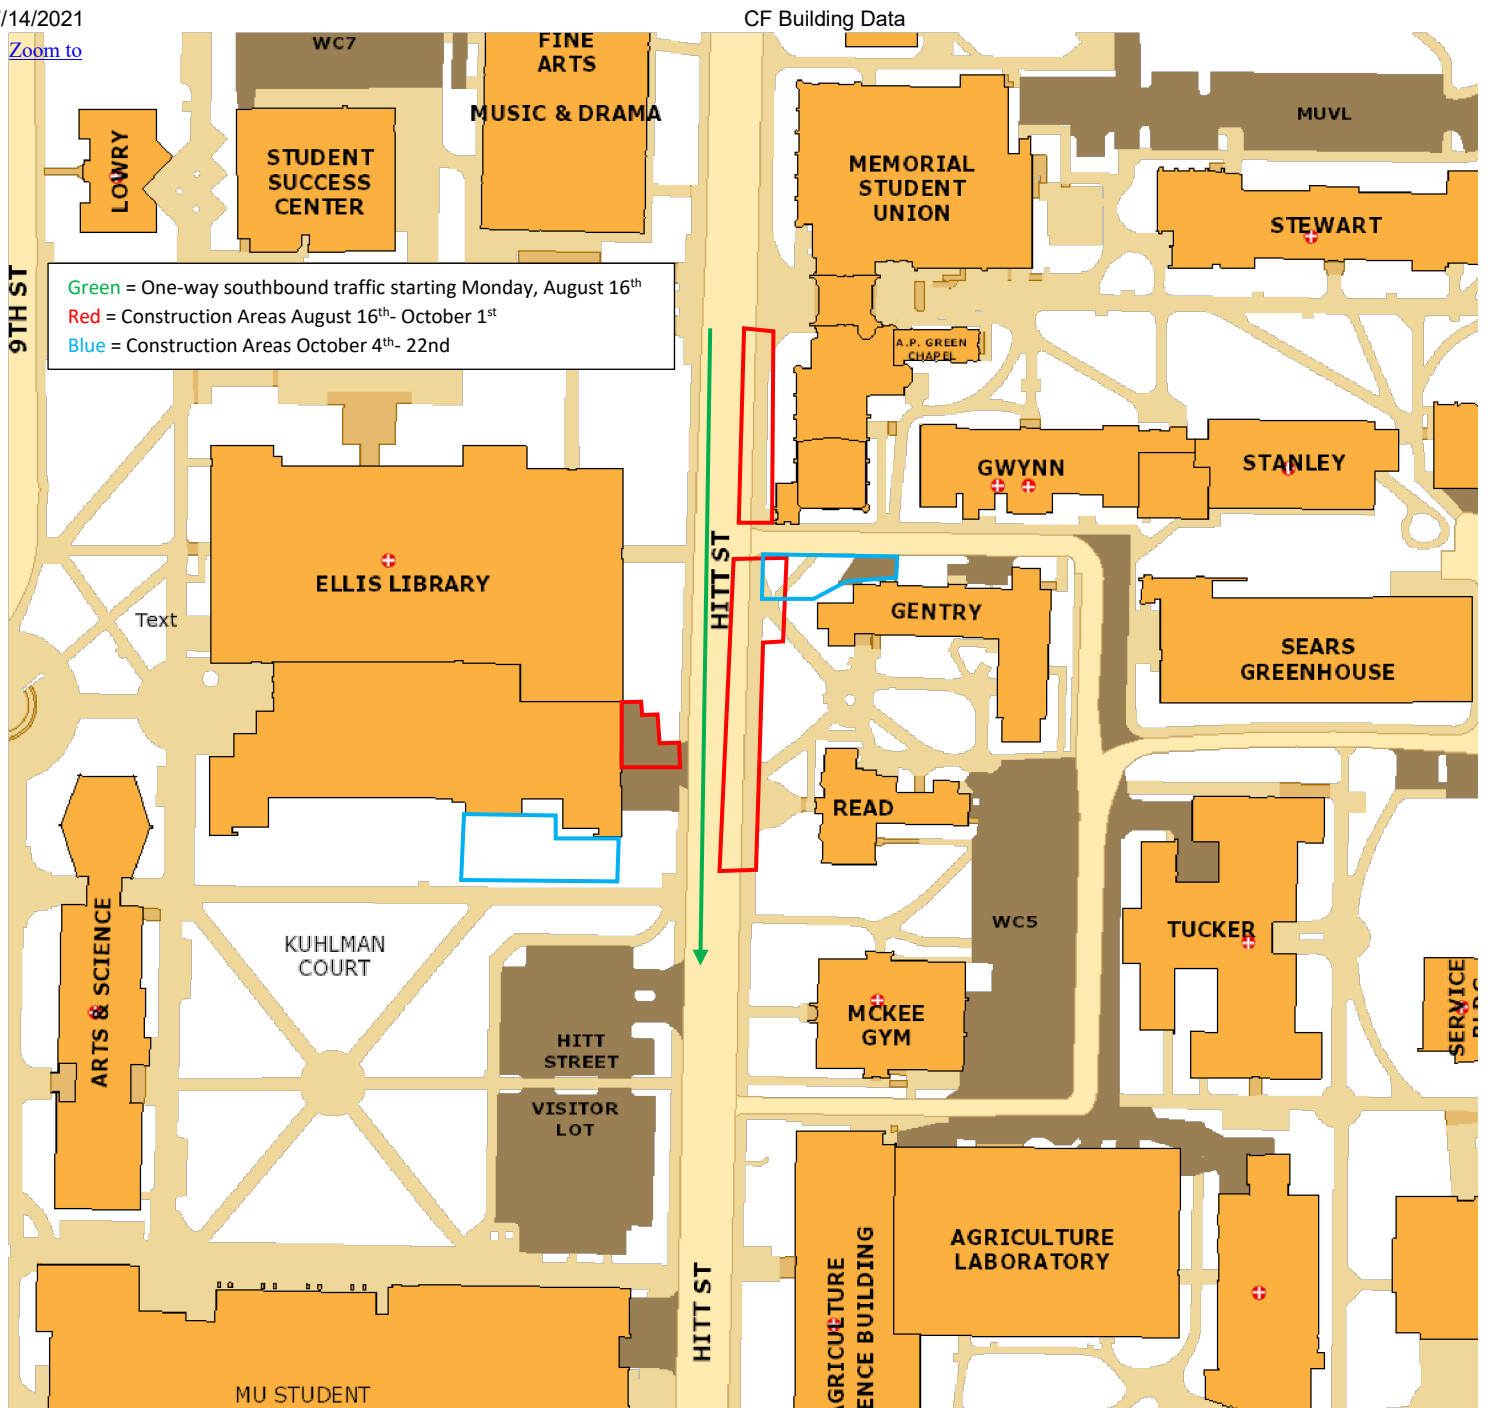 /14/2021
CF Building Data
Zoom to
WC7
FINE
ARTS
MUSIC & DRAMA
MUVL
LOWRY
STUDENT
SUCCESS
CENTER
MEMORIAL
STUDENT
UNION
STEWART
9TH ST
Green = One-way southbound traffic starting Monday, August 16th
Red = Construction Areas August 16th- October 1st
Blue = Construction Areas October 4th- 22nd
A.P. GREEN
CHAPEL
GWYNN
STANLEY
HITT ST
ELLIS LIBRARY
Text
GENTRY
SEARS
GREENHOUSE
READ
WC5
TUCKER
ARTS & SCIENCE
KUHLMAN
COURT
MCKEE
GYM
SERVICE
BLDG
HITT
STREET
VISITOR
LOT
AGRICULTURE
LABORATORY
HITT ST
AGRICULTURE
ENCE BUILDING
MU STUDENT